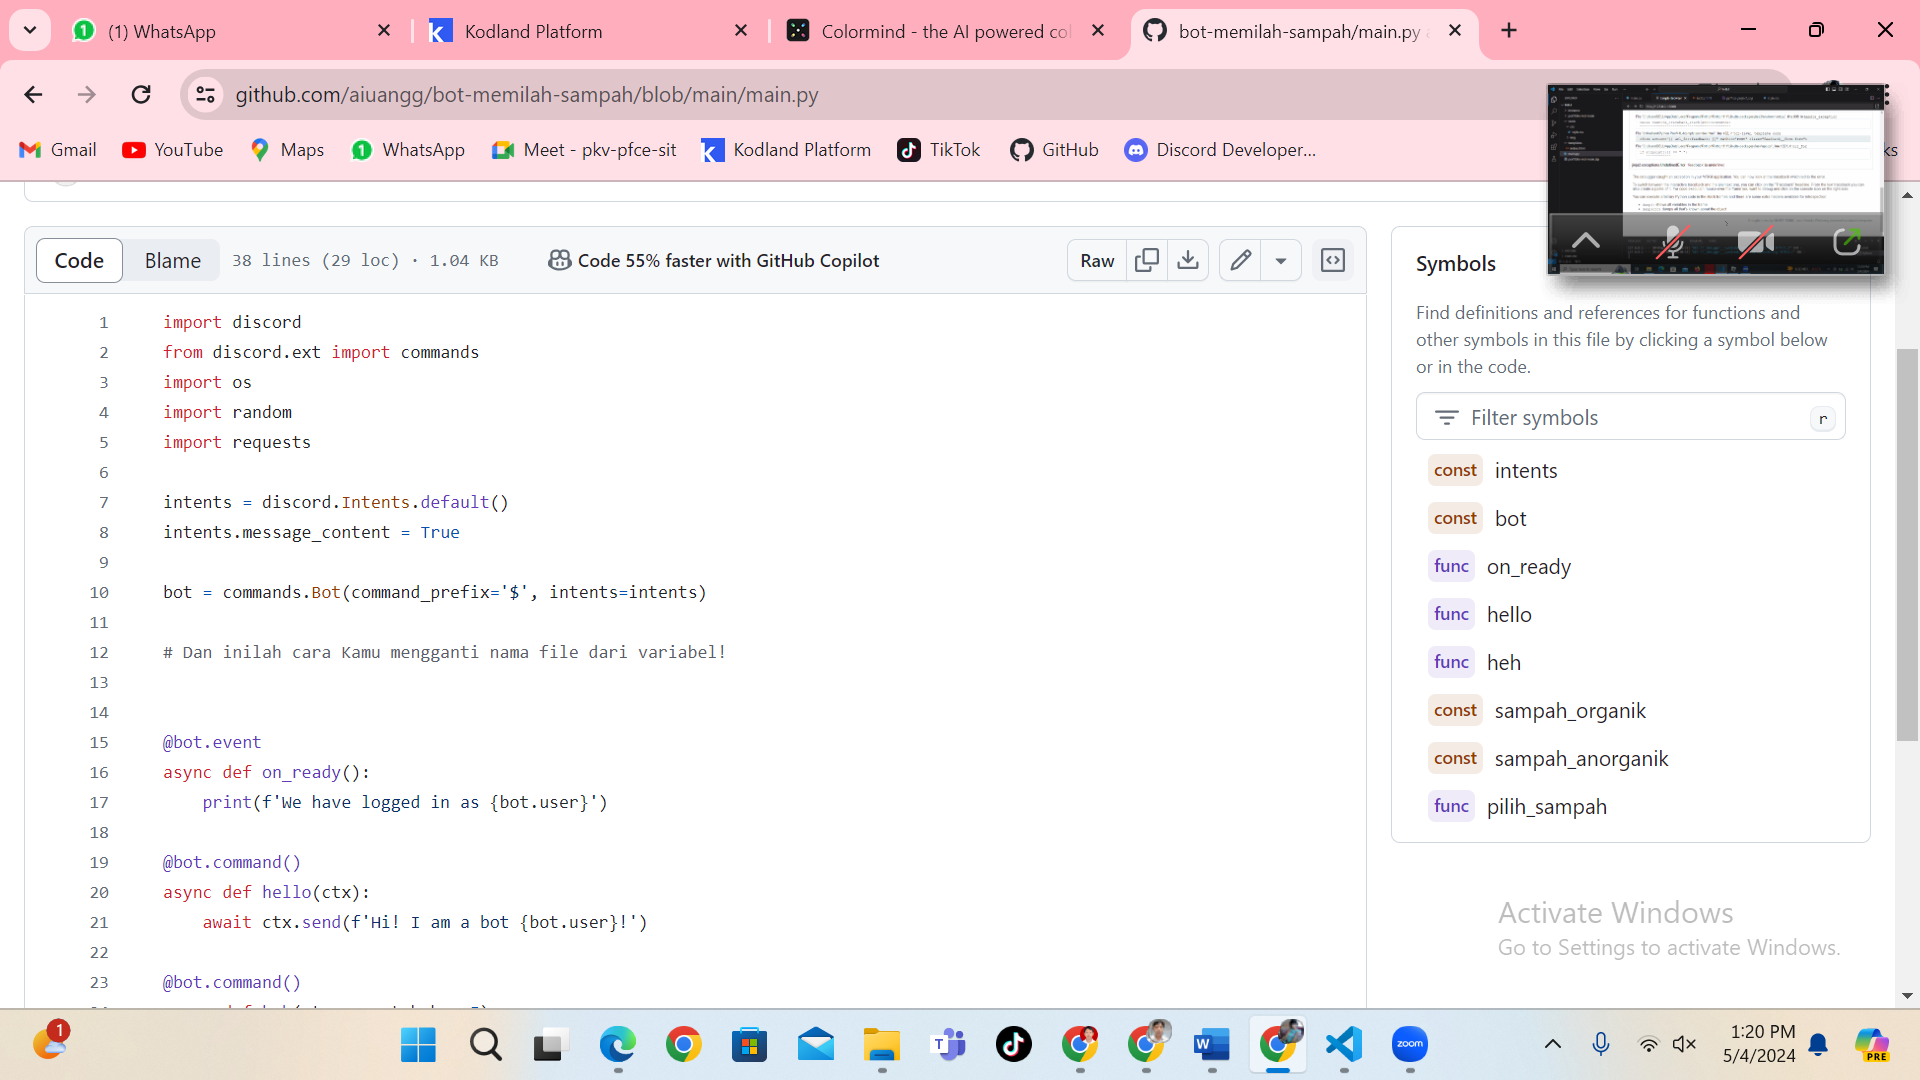 (1) WhatsApp
Kodland Platform
Colormind - the AI powered col
bot-memilah-sampah/main.py a
github.com/aiuangg/bot-memilah-sampah/blob/main/main.py
Gmail
YouTube
Maps
WhatsApp
Meet - pkv-pfce-sit
Kodland Platform
TikTok
GitHub
Discord Developer...
Code
Blame
38 lines (29 loc) · 1.04 KB
Code 55% faster with GitHub Copilot
Raw
1 import discord
2 from discord.ext import commands
3 import os
4 import random
5 import requests
6
7 intents = discord.Intents.default()
8 intents.message_content = True
9
10 bot = commands.Bot(command_prefix='$', intents=intents)
11
12 # Dan inilah cara Kamu mengganti nama file dari variabel!
13
14
15 @bot.event
16 async def on_ready():
17 print(f'We have logged in as {bot.user}')
18
19 @bot.command()
20 async def hello(ctx):
21 await ctx.send(f'Hi! I am a bot {bot.user}!')
22
23 @bot.command()
Symbols
Find definitions and references for functions and
other symbols in this file by clicking a symbol below
or in the code.
Filter symbols
r
const intents
const bot
func on_ready
func hello
func heh
const sampah_organik
const sampah_anorganik
func pilih_sampah
Activate Windows
Go to Settings to activate Windows.
1
zoom
1:20 PM
5/4/2024
PRE